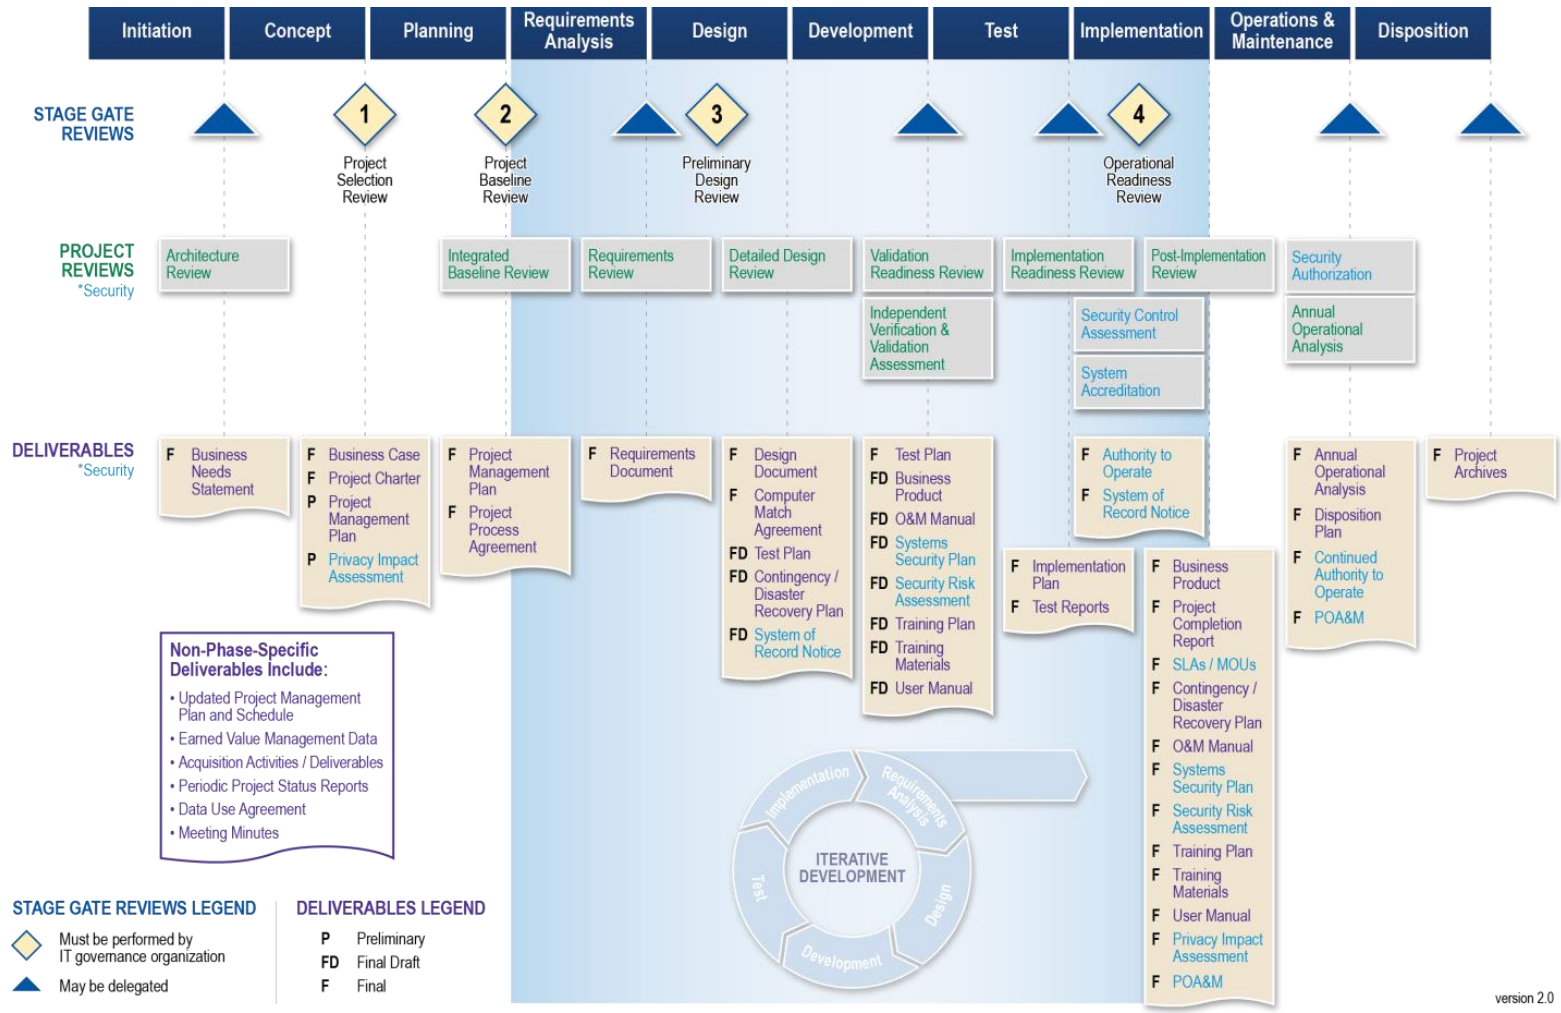 Initiation
Concept
Planning
Requirements
Analysis
Design
Development
Test
Implementation
Operations &
Maintenance
Disposition
STAGE GATE
REVIEWS
1
Project
Selection
Review
2
Project
Baseline
Review
3
Preliminary
Design
Review
4
Operational
Readiness
Review
PROJECT
REVIEWS
*Security
Architecture
Review
Integrated
Baseline Review
Requirements
Review
Detailed Design
Review
Validation
Readiness Review
Independent
Verification &
Validation
Assessment
Implementation
Readiness Review
Security Control
Assessment
System
Accreditation
Post-Implementation
Review
Security
Authorization
Annual
Operational
Analysis
DELIVERABLES
*Security
F Business
Needs
Statement
F Business Case
F Project Charter
P Project
Management
Plan
P Privacy Impact
Assessment
F Project
Management
Plan
F Project
Process
Agreement
F Requirements
Document
F Design
Document
F Computer
Match
Agreement
FD Test Plan
FD Contingency /
Disaster
Recovery Plan
FD System of
Record Notice
F Test Plan
FD Business
Product
FD O&M Manual
FD Systems
Security Plan
FD Security Risk
Assessment
FD Training Plan
FD Training
Materials
FD User Manual
F Implementation
Plan
F Test Reports
F Authority to
Operate
F System of
Record Notice
F Business
Product
F Project
Completion
Report
F SLAs / MOUs
F Contingency /
Disaster
Recovery Plan
F O&M Manual
F Systems
Security Plan
F Security Risk
Assessment
F Training Plan
F Training
Materials
F User Manual
F Privacy Impact
Assessment
F POA&M
F Annual
Operational
Analysis
F Disposition
Plan
F Continued
Authority to
Operate
F POA&M
F Project
Archives
Non-Phase-Specific
Deliverables Include:
• Updated Project Management
Plan and Schedule
• Earned Value Management Data
• Acquisition Activities / Deliverables
• Periodic Project Status Reports
• Data Use Agreement
• Meeting Minutes
Implementation
Requirements
Analysis
Design
Development
Test
ITERATIVE
DEVELOPMENT
STAGE GATE REVIEWS LEGEND
Must be performed by
IT governance organization
May be delegated
DELIVERABLES LEGEND
P Preliminary
FD Final Draft
F Final
version 2.0